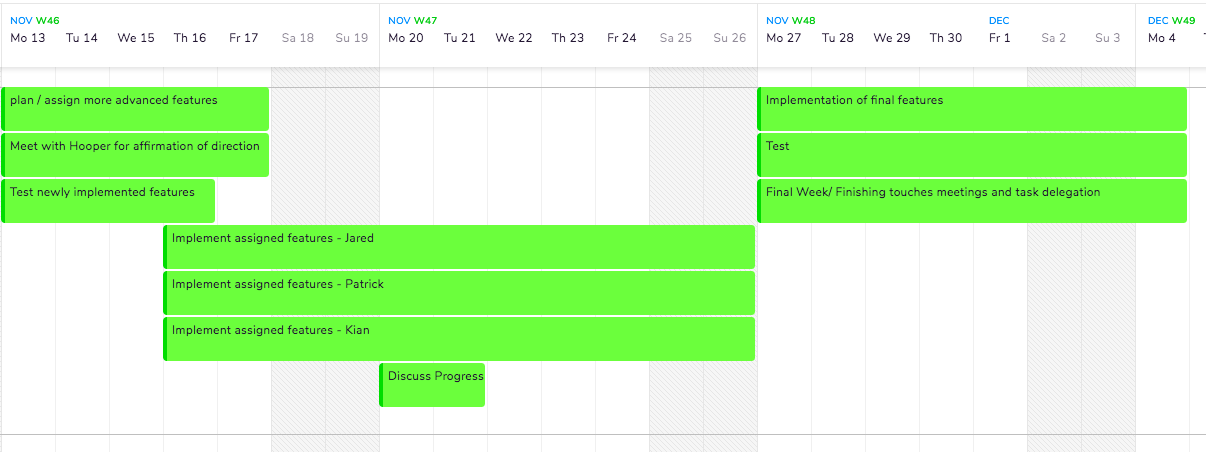 NOV W46 NOV W47 NOV W48 DEC DEC W49
Mo 13 Tu 14 We 15 Th 16 Fr 17 Sa 18 Su 19 Mo 20 Tu 21 We 22 Th 23 Fr 24 Sa 25 Su 26 Mo 27 Tu 28 We 29 Th 30 Fr 1 Sa 2 Su 3 Mo 4
plan / assign more advanced features Implementation of final features
Meet with Hooper for affirmation of direction Test
Test newly implemented features Final Week/ Finishing touches meetings and task delegation
Implement assigned features - Jared
Implement assigned features - Patrick
Implement assigned features - Kian
Discuss Progress